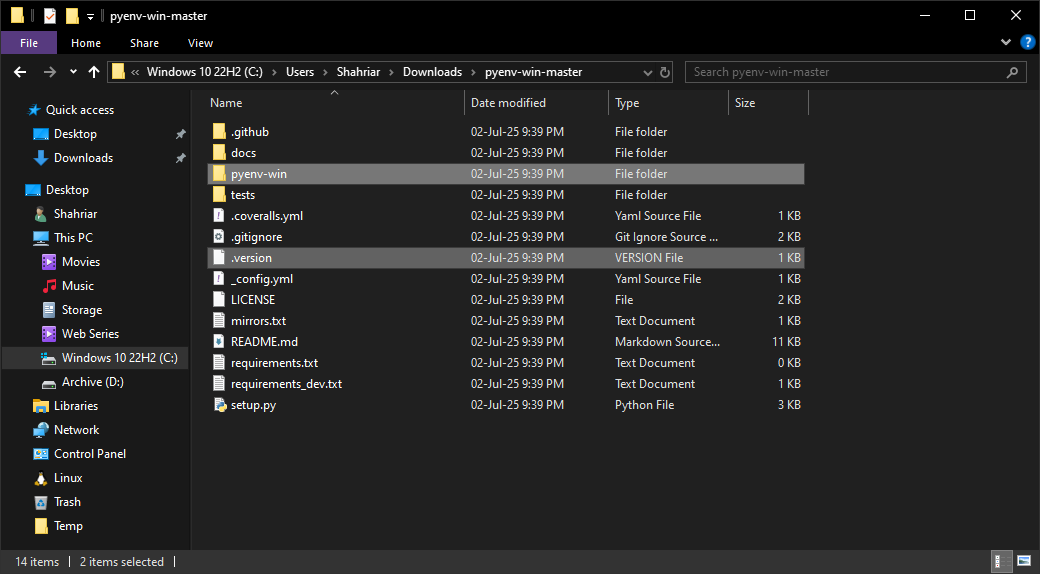 pyenv-win-master
File Home Share View
« Windows 10 22H2 (C:) › Users › Shahriar › Downloads › pyenv-win-master
Search pyenv-win-master
Quick access
Desktop
Downloads
Desktop
Shahriar
This PC
Movies
Music
Storage
Web Series
Windows 10 22H2 (C:)
Archive (D:)
Libraries
Network
Control Panel
Linux
Trash
Temp
Name Date modified Type Size
.github 02-Jul-25 9:39 PM File folder
docs 02-Jul-25 9:39 PM File folder
pyenv-win 02-Jul-25 9:39 PM File folder
tests 02-Jul-25 9:39 PM File folder
.coveralls.yml 02-Jul-25 9:39 PM Yaml Source File 1 KB
.gitignore 02-Jul-25 9:39 PM Git Ignore Source ... 2 KB
.version 02-Jul-25 9:39 PM VERSION File 1 KB
_config.yml 02-Jul-25 9:39 PM Yaml Source File 1 KB
LICENSE 02-Jul-25 9:39 PM File 2 KB
mirrors.txt 02-Jul-25 9:39 PM Text Document 1 KB
README.md 02-Jul-25 9:39 PM Markdown Source... 11 KB
requirements.txt 02-Jul-25 9:39 PM Text Document 0 KB
requirements_dev.txt 02-Jul-25 9:39 PM Text Document 1 KB
setup.py 02-Jul-25 9:39 PM Python File 3 KB
14 items 2 items selected